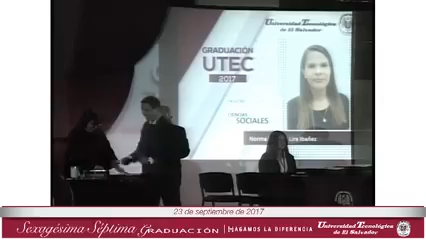 Universidad Tecnológica
de El Salvador
GRADUACIÓN
UTEC
2017
CIENCIAS
SOCIALES
23 de septiembre de 2017
Sexagésima Séptima GRADUACIÓN
HAGAMOS LA DIFERENCIA
Universidad Tecnológica
de El Salvador